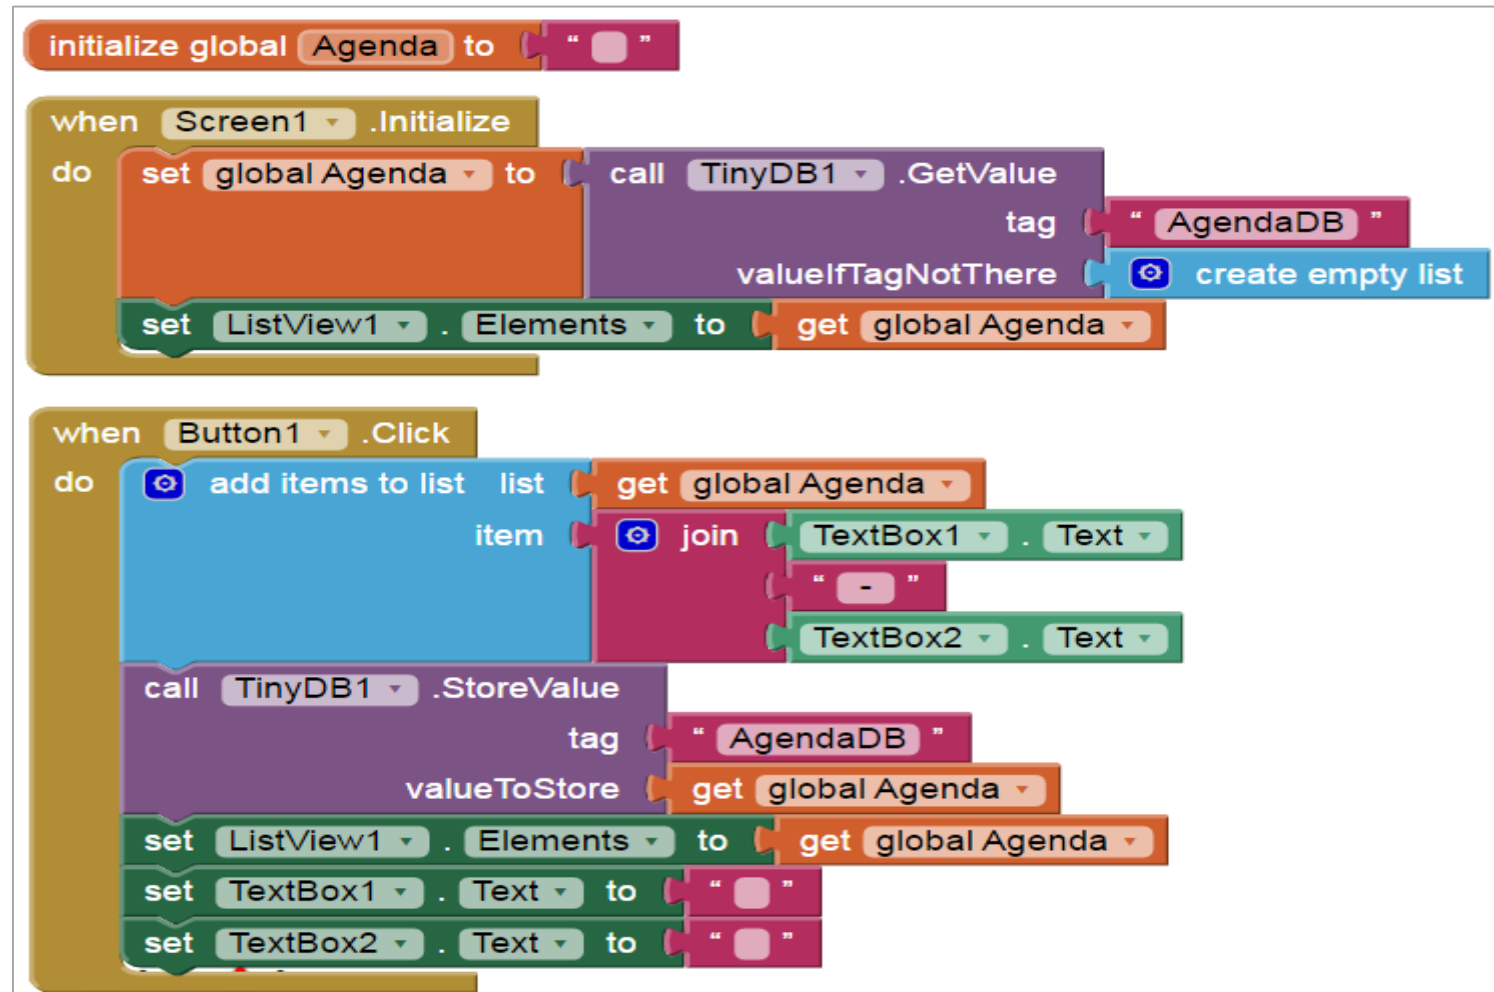 initialize global Agenda to " "
when Screen1 .Initialize
do set global Agenda to call TinyDB1 .GetValue
tag " AgendaDB "
valueIfTagNotThere create empty list
set ListView1 . Elements to get global Agenda
when Button1 .Click
do add items to list list get global Agenda
item join TextBox1 . Text
" - "
TextBox2 . Text
call TinyDB1 .StoreValue
tag " AgendaDB "
valueToStore get global Agenda
set ListView1 . Elements to get global Agenda
set TextBox1 . Text to " "
set TextBox2 . Text to " "